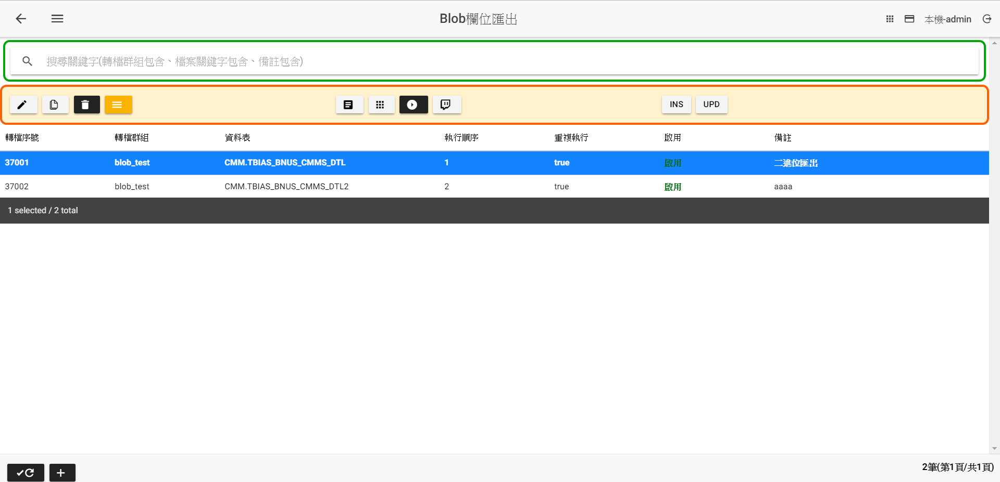 Blob欄位匯出
本機-admin
搜尋關鍵字(轉檔群組包含、檔案關鍵字包含、備註包含)
INS UPD
轉檔序號 轉檔群組 資料表 執行順序 重複執行 啟用 備註
37001 blob_test CMM.TBIAS_BNUS_CMMS_DTL 1 true 啟用 二進位匯出
37002 blob_test CMM.TBIAS_BNUS_CMMS_DTL2 2 true 啟用 aaaa
1 selected / 2 total
2筆(第1頁/共1頁)